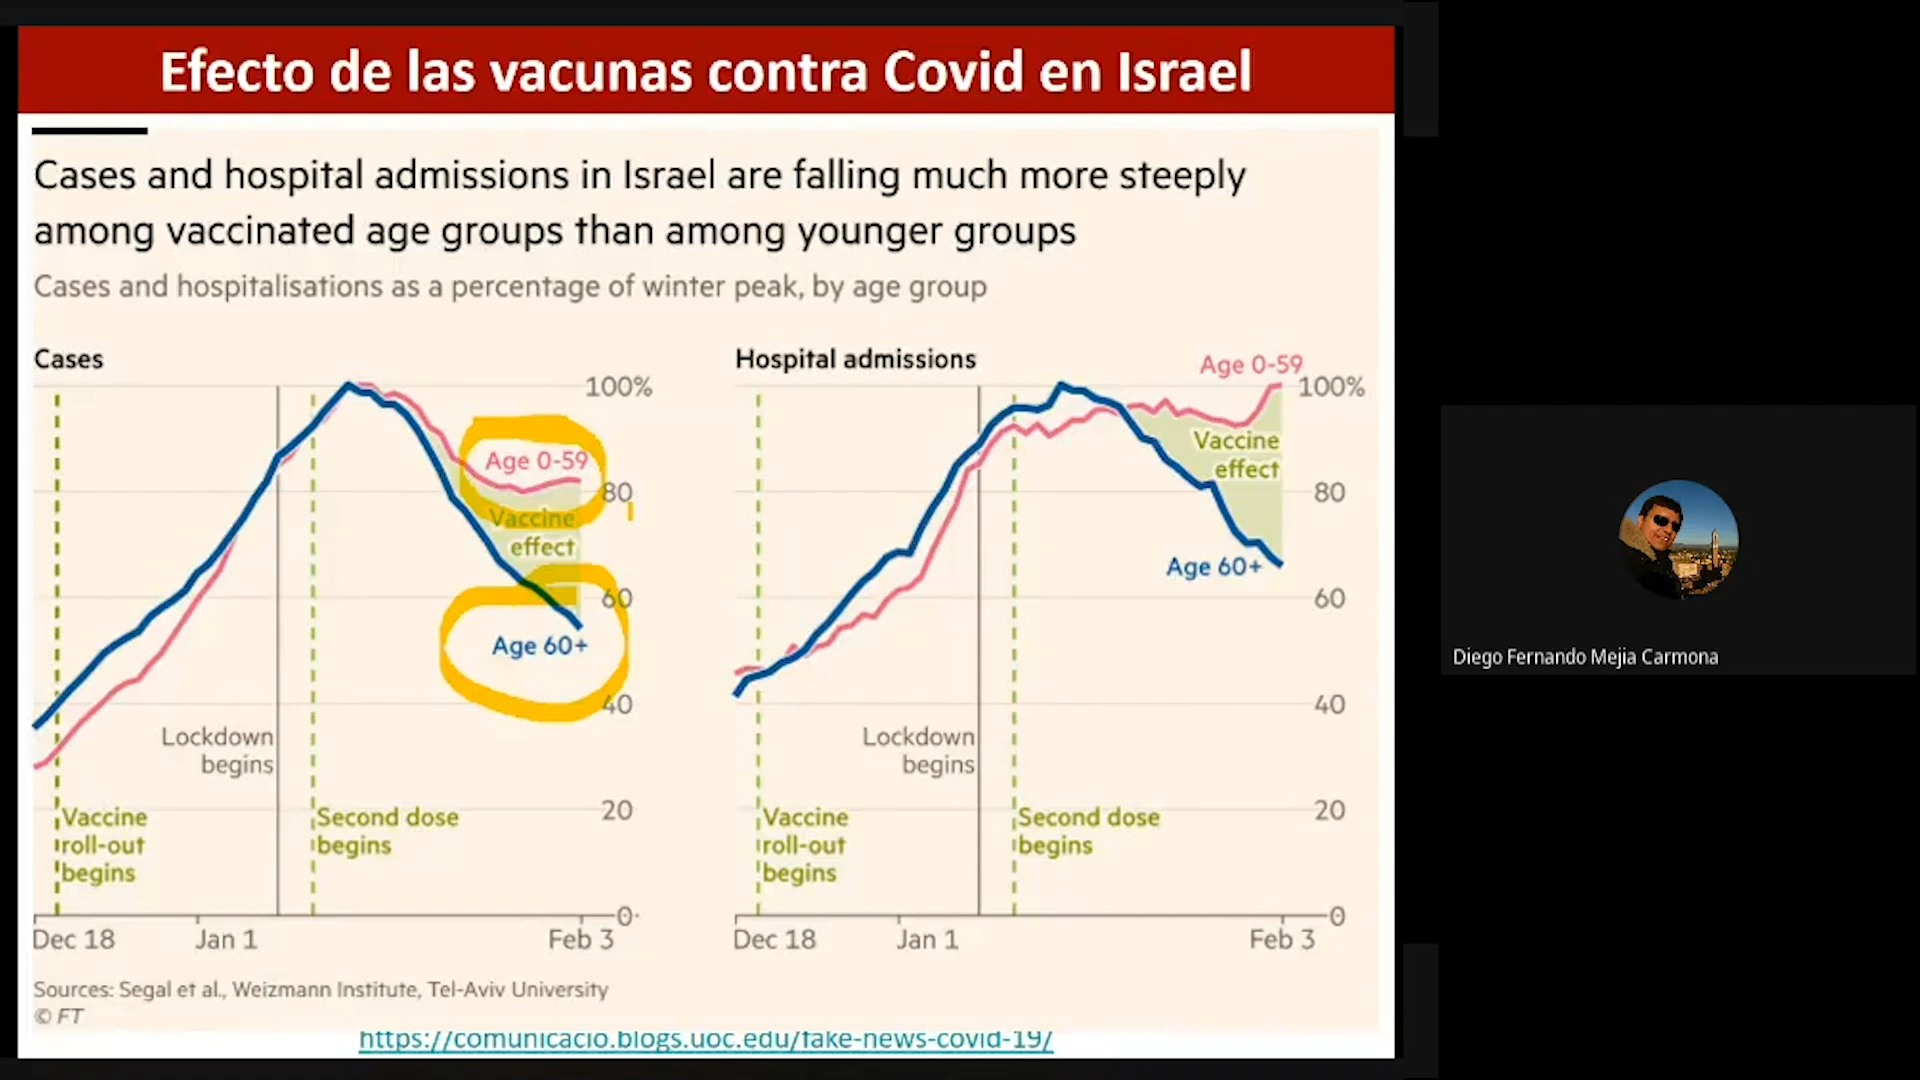 Efecto de las vacunas contra Covid en Israel
Cases and hospital admissions in Israel are falling much more steeply
among vaccinated age groups than among younger groups
Cases and hospitalisations as a percentage of winter peak, by age group
Cases
100%
80
60
40
20
0
Age 0-59
Vaccine
effect
Age 60+
Lockdown
begins
Vaccine
roll-out
begins
Second dose
begins
Dec 18
Jan 1
Feb 3
Hospital admissions
Age 0-59
100%
80
60
40
20
0
Vaccine
effect
Age 60+
Lockdown
begins
Vaccine
roll-out
begins
Second dose
begins
Dec 18
Jan 1
Feb 3
Sources: Segal et al., Weizmann Institute, Tel-Aviv University
© FT
https://comunicacio.blogs.uoc.edu/fake-news-covid-19/
Diego Fernando Mejia Carmona